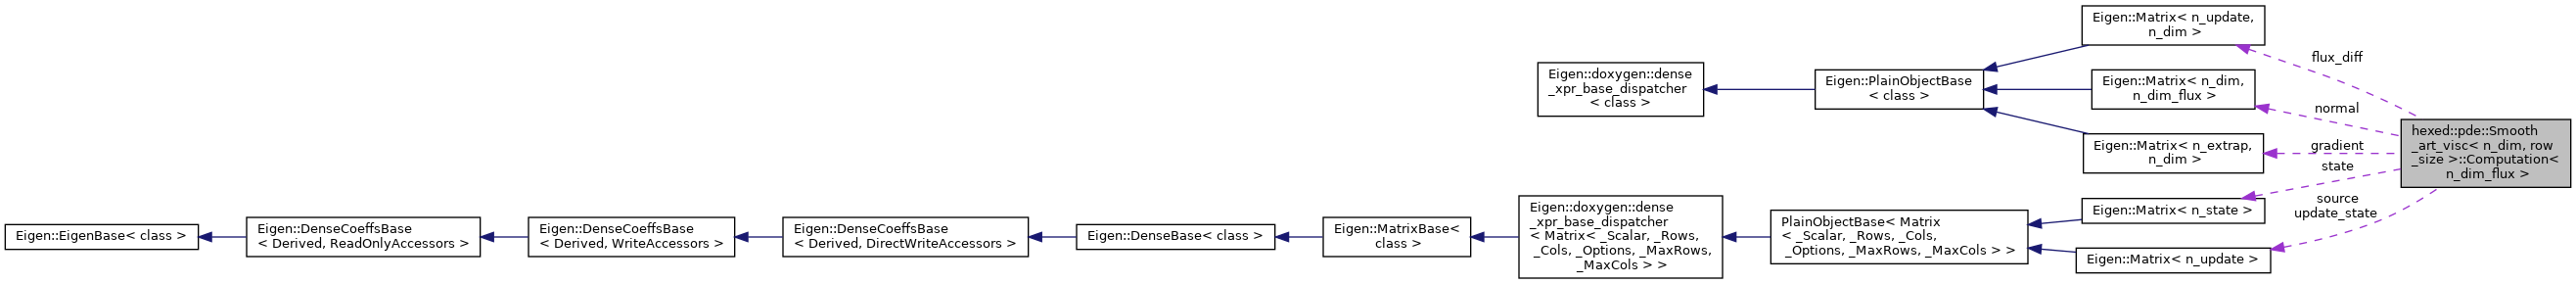 Eigen::EigenBase< class >
Eigen::DenseCoeffsBase
< Derived, ReadOnlyAccessors >
Eigen::DenseCoeffsBase
< Derived, WriteAccessors >
Eigen::DenseCoeffsBase
< Derived, DirectWriteAccessors >
Eigen::DenseBase< class >
Eigen::MatrixBase<
class >
Eigen::doxygen::dense
_xpr_base_dispatcher
< Matrix< _Scalar, _Rows,
_Cols, _Options, _MaxRows,
_MaxCols > >
PlainObjectBase< Matrix
< _Scalar, _Rows, _Cols,
_Options, _MaxRows, _MaxCols > >
Eigen::doxygen::dense
_xpr_base_dispatcher
< class >
Eigen::PlainObjectBase
< class >
Eigen::Matrix< n_update,
n_dim >
Eigen::Matrix< n_dim,
n_dim_flux >
Eigen::Matrix< n_extrap,
n_dim >
Eigen::Matrix< n_state >
Eigen::Matrix< n_update >
flux_diff
normal
gradient
state
source
update_state
hexed::pde::Smooth
_art_visc< n_dim, row
_size >::Computation<
n_dim_flux >